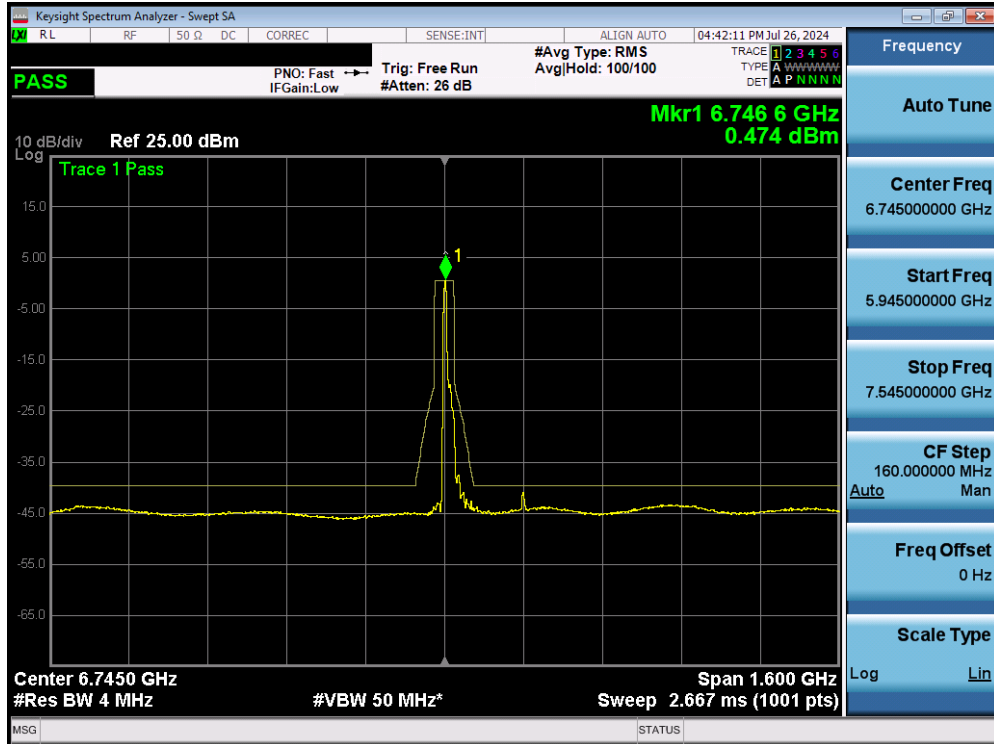 Keysight Spectrum Analyzer - Swept SA
LXI RL RF 50 Ω DC CORREC SENSE:INT ALIGN AUTO 04:42:11 PM Jul 26, 2024
PASS
PNO: Fast
IFGain:Low
Trig: Free Run
#Atten: 26 dB
#Avg Type: RMS
Avg|Hold: 100/100
TRACE 1 2 3 4 5 6
TYPE A WWWWW
DET A P N N N N
Mkr1 6.746 6 GHz
0.474 dBm
10 dB/div Ref 25.00 dBm
Log
Trace 1 Pass
15.0
5.00
-5.00
-15.0
-25.0
-35.0
-45.0
-55.0
-65.0
1
Center 6.7450 GHz Span 1.600 GHz
#Res BW 4 MHz #VBW 50 MHz* Sweep 2.667 ms (1001 pts)
MSG STATUS
Frequency
Auto Tune
Center Freq
6.745000000 GHz
Start Freq
5.945000000 GHz
Stop Freq
7.545000000 GHz
CF Step
160.000000 MHz
Auto Man
Freq Offset
0 Hz
Scale Type
Log Lin